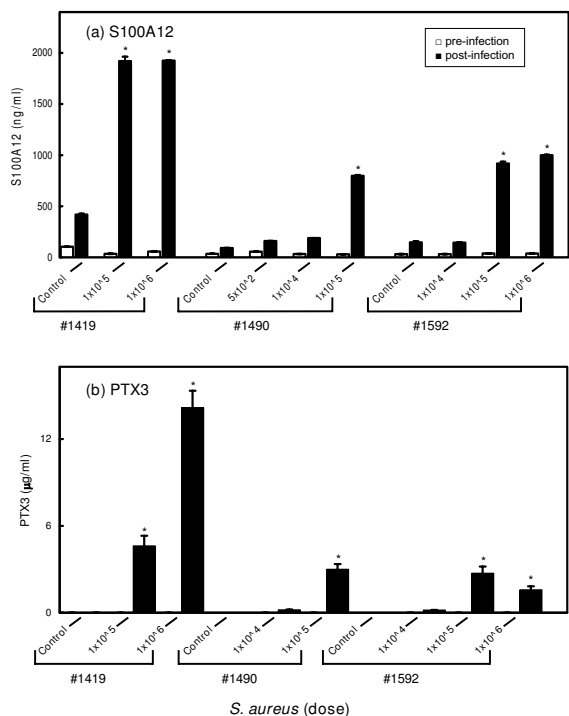 (a) S100A12
pre-infection
post-infection
2000
1500
1000
500
0
S100A12 (ng/ml)
* * * * *
Control 1x10^5 1x10^6 Control 5x10^2 1x10^4 1x10^5 Control 1x10^4 1x10^5 1x10^6
#1419 #1490 #1592
(b) PTX3
12
6
0
PTX3 (μg/ml)
* * * * *
Control 1x10^5 1x10^6 Control 1x10^4 1x10^5 Control 1x10^4 1x10^5 1x10^6
#1419 #1490 #1592
S. aureus (dose)